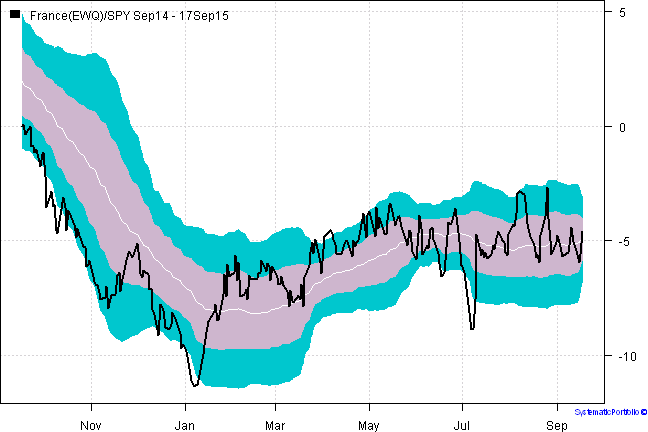 France(EWQ)/SPY Sep14 - 17Sep15
5
0
-5
-10
Nov Jan Mar May Jul Sep
SystematicPortfolio ©